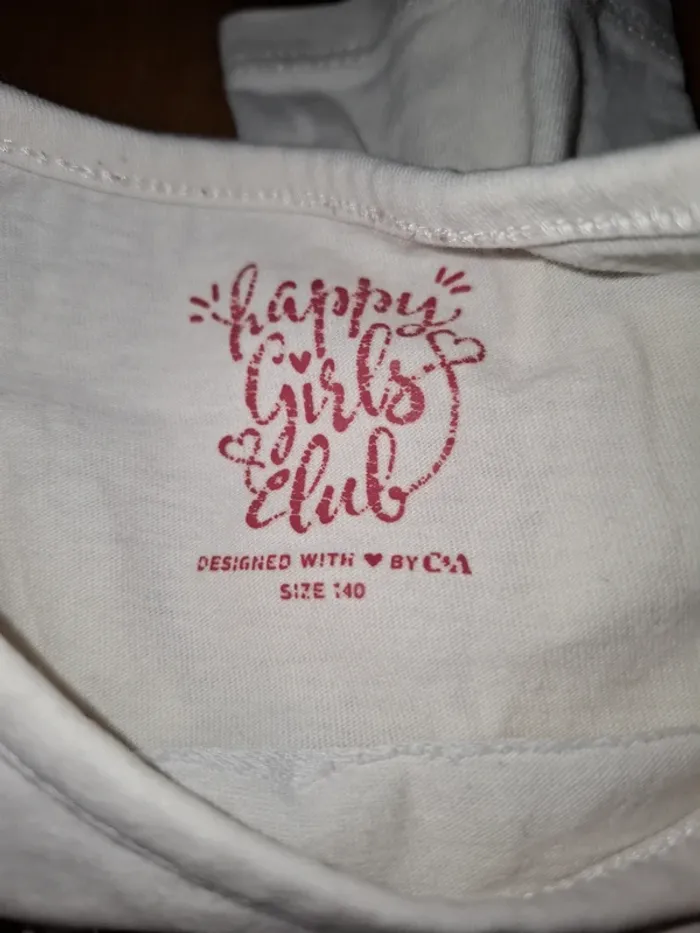 happy
Girls
Club
DESIGNED WITH ♥ BY C&A
SIZE 140